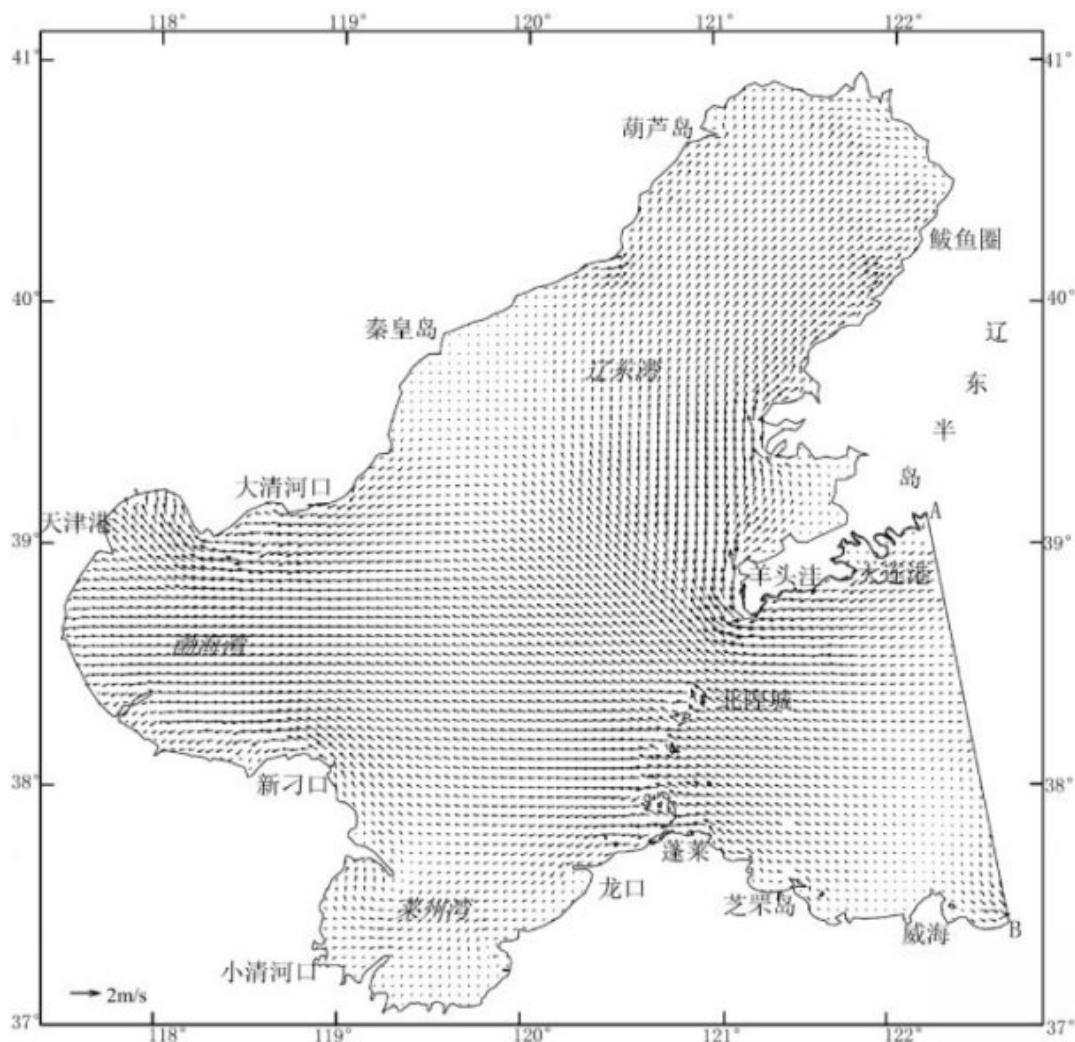 118° 119° 120° 121° 122°
41° 41°
葫芦岛
鲅鱼圈
40° 40°
秦皇岛
辽
辽东湾
东
半
大清河口
岛
天津港
A
39° 39°
羊头洼
大连港
渤海湾
北隍城
新刁口
38° 38°
蓬莱
龙口
莱州湾
芝罘岛
威海
B
小清河口
2m/s
37° 37°
118° 119° 120° 121° 122°